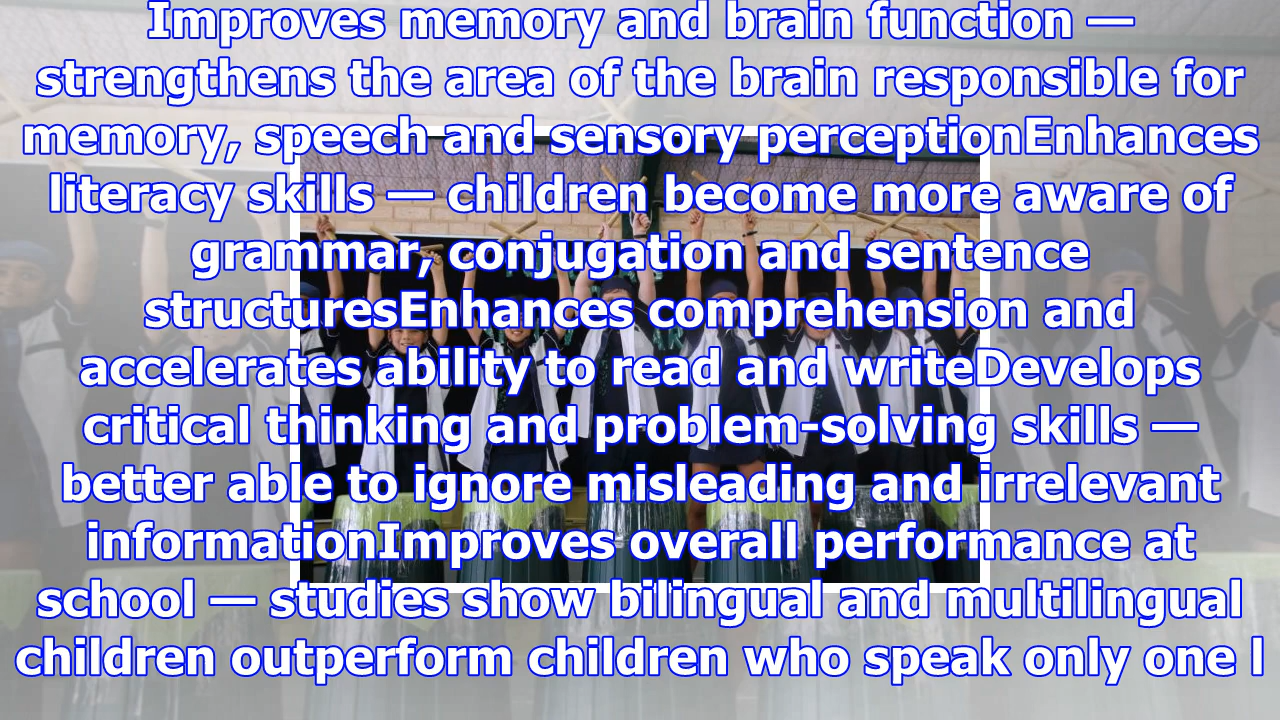 Improves memory and brain function —
strengthens the area of the brain responsible for
memory, speech and sensory perceptionEnhances
literacy skills — children become more aware of
grammar, conjugation and sentence
structuresEnhances comprehension and
accelerates ability to read and writeDevelops
critical thinking and problem-solving skills —
better able to ignore misleading and irrelevant
informationImproves overall performance at
school — studies show bilingual and multilingual
children outperform children who speak only one l